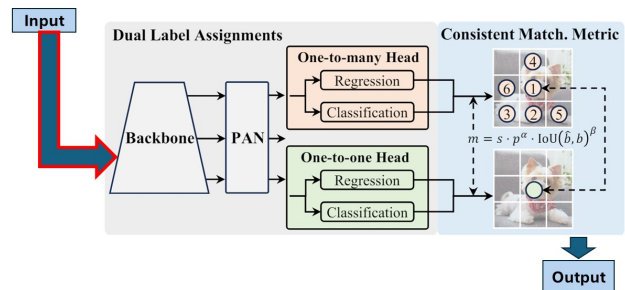 Input
Dual Label Assignments
Consistent Match. Metric
One-to-many Head
Regression
Classification
Backbone
PAN
One-to-one Head
Regression
Classification
4
6 1
3 2 5
m = s · p^α · IoU(b̂, b)^β
Output